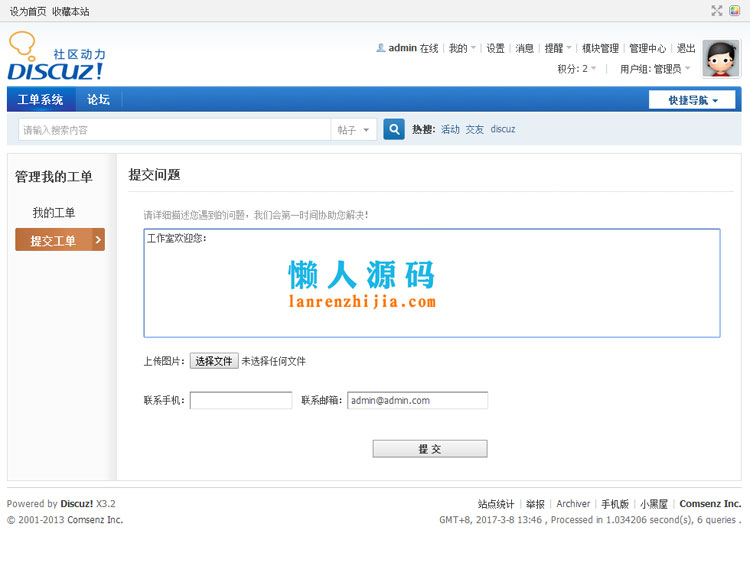 设为首页 收藏本站
社区动力
DISCUZ!
admin 在线 | 我的 | 设置 | 消息 | 提醒 | 模块管理 | 管理中心 | 退出
积分: 2 | 用户组: 管理员
工单系统 论坛 快捷导航
请输入搜索内容 帖子 热搜: 活动 交友 discuz
管理我的工单
我的工单
提交工单
提交问题
请详细描述您遇到的问题，我们会第一时间协助您解决!
工作室欢迎您:
懒人源码
lanrenzhijia.com
上传图片: 选择文件 未选择任何文件
联系手机: 联系邮箱: admin@admin.com
提 交
Powered by Discuz! X3.2
© 2001-2013 Comsenz Inc.
站点统计 | 举报 | Archiver | 手机版 | 小黑屋 | Comsenz Inc.
GMT+8, 2017-3-8 13:46 , Processed in 1.034206 second(s), 6 queries .